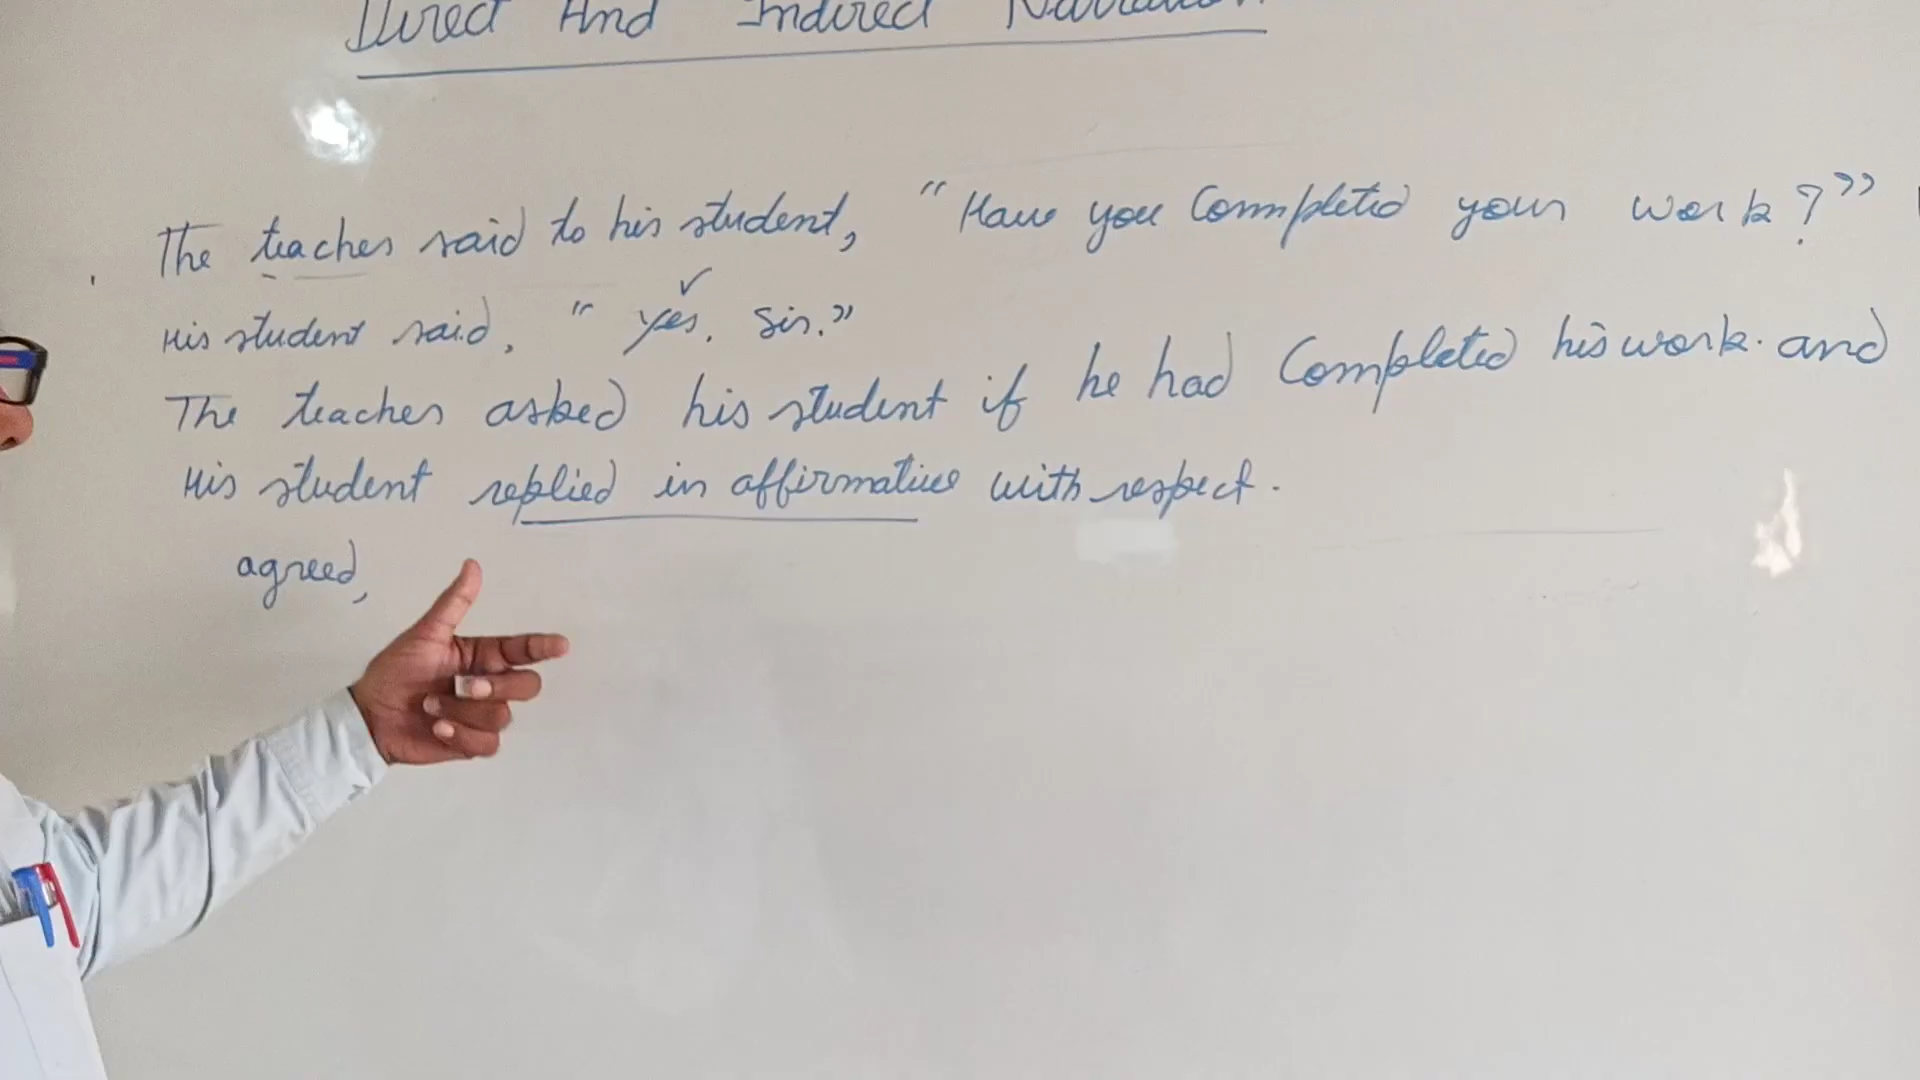 Direct And Indirect Narration
The teacher said to his student, "Have you Completed your work?"
His student said, "Yes, Sir."
The teacher asked his student if he had Completed his work. and
His student replied in affirmative with respect.
agreed,